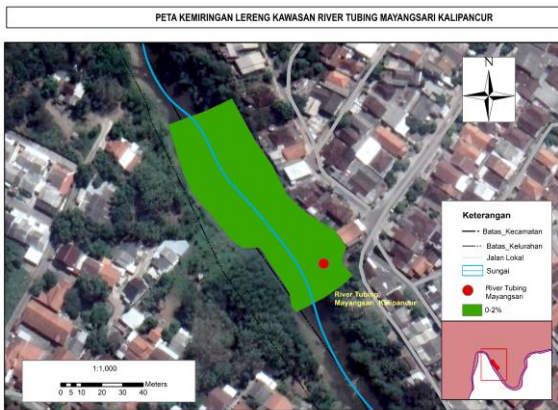 PETA KEMIRINGAN LERENG KAWASAN RIVER TUBING MAYANGSARI KALIPANCUR
N
Keterangan
Batas_Kecamatan
Batas_Kelurahan
Jalan Lokal
Sungai
River Tubing
Mayangsari
0-2%
River Tubing
Mayangsari Kalipancur
1:1,000
0 5 10 20 30 40
Meters